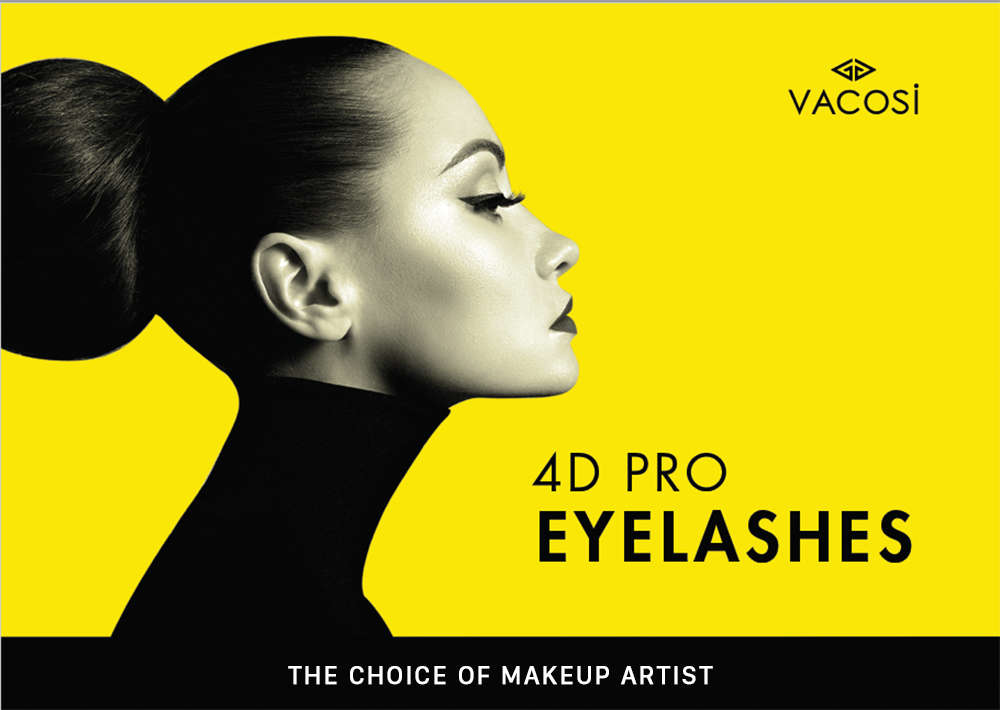 VACOSI
4D PRO
EYELASHES
THE CHOICE OF MAKEUP ARTIST